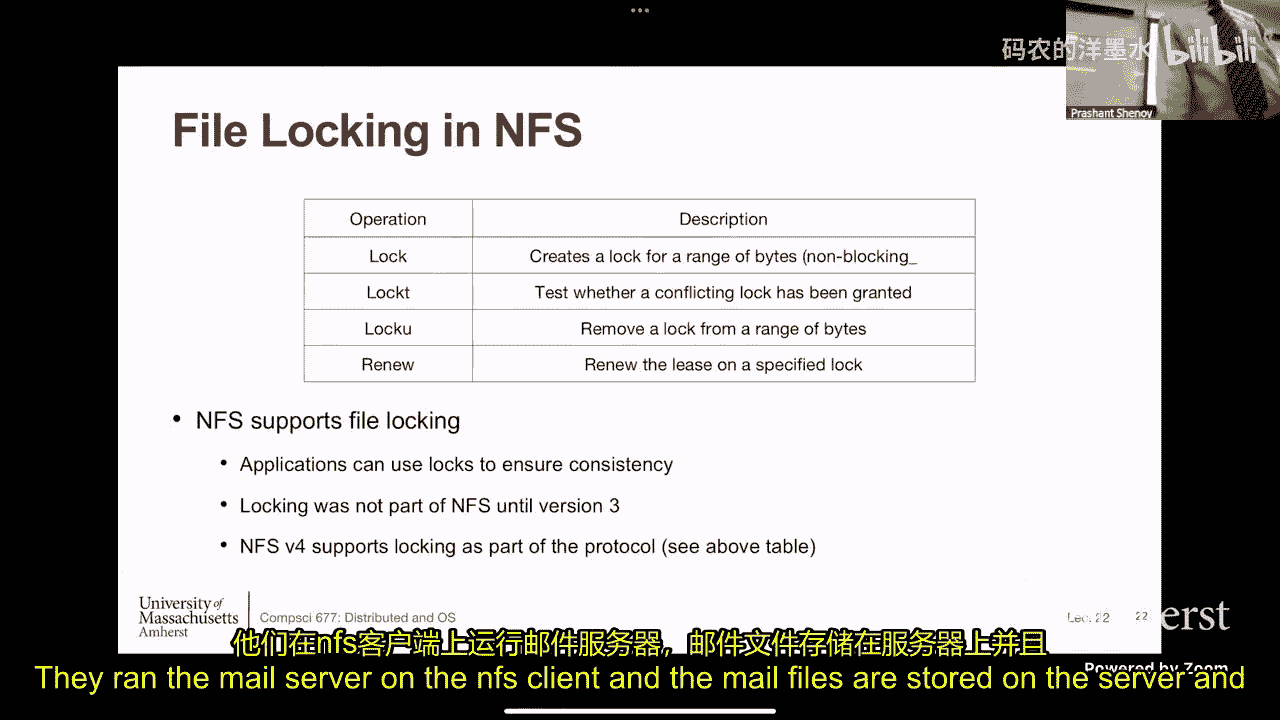 码农的洋墨水 bilibili
Prashant Shenoy
File Locking in NFS
Operation Description
Lock Creates a lock for a range of bytes (non-blocking_
Lockt Test whether a conflicting lock has been granted
Locku Remove a lock from a range of bytes
Renew Renew the lease on a specified lock
• NFS supports file locking
• Applications can use locks to ensure consistency
• Locking was not part of NFS until version 3
• NFS v4 supports locking as part of the protocol (see above table)
University of
Massachusetts
Amherst
Compsci 677: Distributed and OS
Lec. 22 22
erst
他们在nfs客户端上运行邮件服务器，邮件文件存储在服务器上并且
Powered by Zoom
They ran the mail server on the nfs client and the mail files are stored on the server and